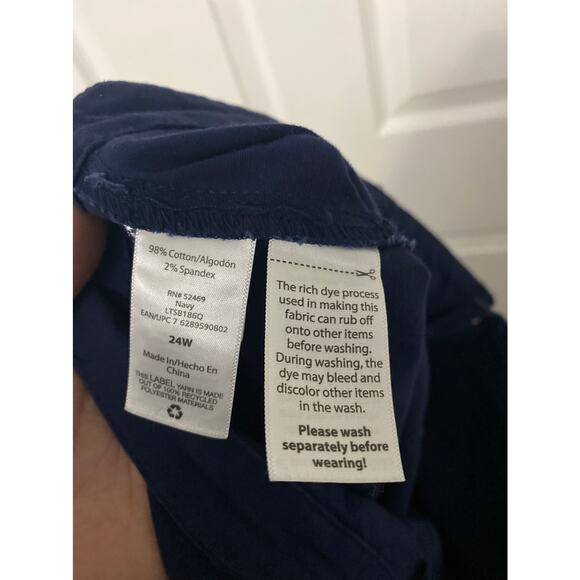 98% Cotton/Algodón
2% Spandex
RN# 52469
Navy
LTSB186Q
EAN/UPC 7 6289590802
24W
Made In/Hecho En
China
THIS LABEL YARN IS MADE
OUT OF 100% RECYCLED
POLYESTER MATERIALS
The rich dye process
used in making this
fabric can rub off
onto other items
before washing.
During washing, the
dye may bleed and
discolor other items
in the wash.
Please wash
separately before
wearing!